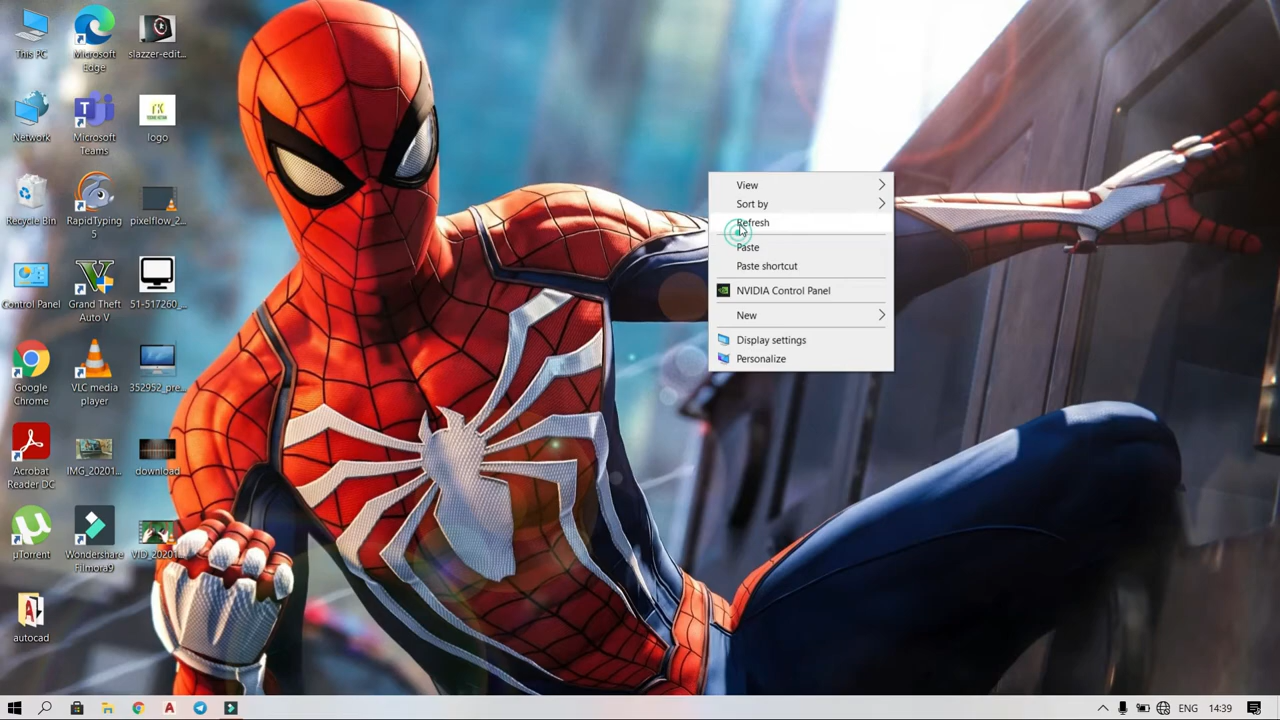 This PC
Microsoft
Edge
slazzer-edit...
Network
Microsoft
Teams
logo
Recycle Bin
RapidTyping
5
pixelflow_2...
Control Panel
Grand Theft
Auto V
51-517260_...
Google
Chrome
VLC media
player
352952_pre...
Acrobat
Reader DC
IMG_20201...
download
µTorrent
Wondershare
Filmora9
VID_20201...
autocad
View
Sort by
Refresh
Paste
Paste shortcut
NVIDIA Control Panel
New
Display settings
Personalize
ENG
14:39